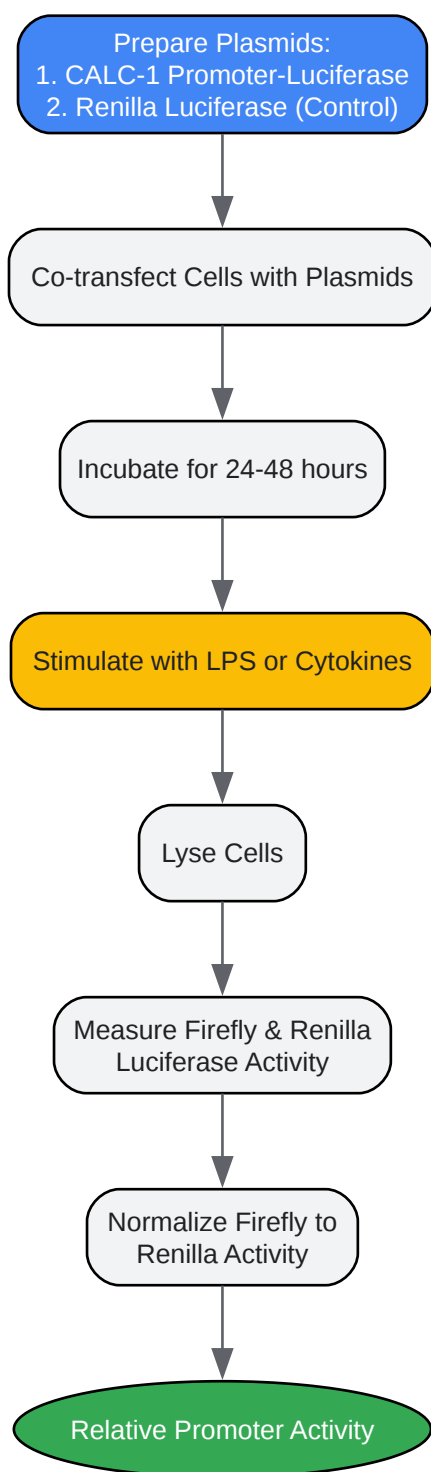 Prepare Plasmids:
1. CALC-1 Promoter-Luciferase
2. Renilla Luciferase (Control)
Co-transfect Cells with Plasmids
Incubate for 24-48 hours
Stimulate with LPS or Cytokines
Lyse Cells
Measure Firefly & Renilla
Luciferase Activity
Normalize Firefly to
Renilla Activity
Relative Promoter Activity